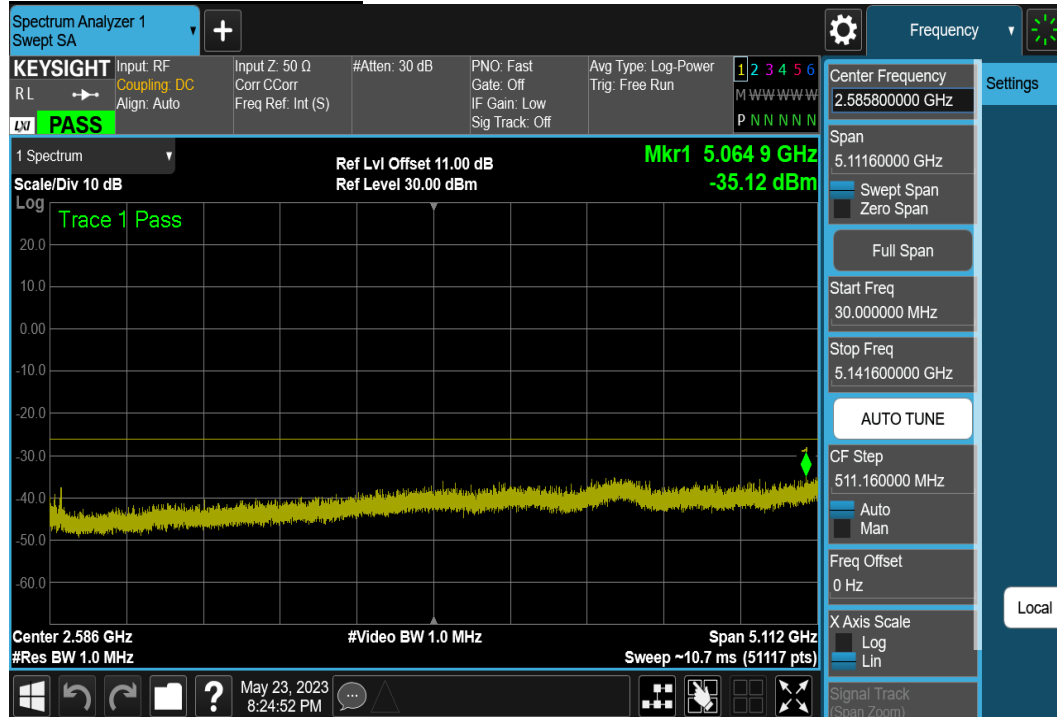 Spectrum Analyzer 1
Swept SA
+
Frequency
KEYSIGHT
RL
LXI PASS
Input: RF
Coupling: DC
Align: Auto
Input Z: 50 Ω
Corr CCorr
Freq Ref: Int (S)
#Atten: 30 dB
PNO: Fast
Gate: Off
IF Gain: Low
Sig Track: Off
Avg Type: Log-Power
Trig: Free Run
1 2 3 4 5 6
M W W W W W
P N N N N N
1 Spectrum
Scale/Div 10 dB
Log
Ref Lvl Offset 11.00 dB
Ref Level 30.00 dBm
Mkr1 5.064 9 GHz
-35.12 dBm
Trace 1 Pass
20.0
10.0
0.00
-10.0
-20.0
-30.0
-40.0
-50.0
-60.0
1
Center 2.586 GHz
#Res BW 1.0 MHz
#Video BW 1.0 MHz
Span 5.112 GHz
Sweep ~10.7 ms (51117 pts)
?
May 23, 2023
8:24:52 PM
Center Frequency
2.585800000 GHz
Span
5.11160000 GHz
Swept Span
Zero Span
Full Span
Start Freq
30.000000 MHz
Stop Freq
5.141600000 GHz
AUTO TUNE
CF Step
511.160000 MHz
Auto
Man
Freq Offset
0 Hz
X Axis Scale
Log
Lin
Signal Track
(Span Zoom)
Settings
Local